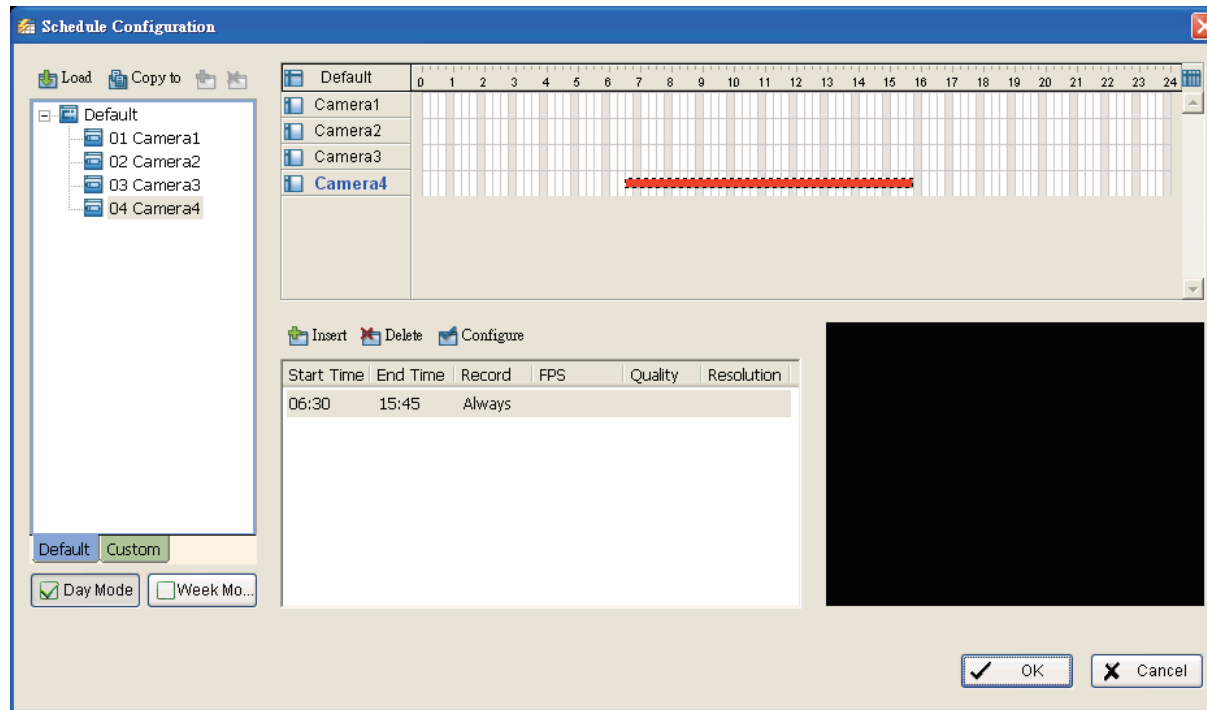 Schedule Configuration
Load Copy to
Default
01 Camera1
02 Camera2
03 Camera3
04 Camera4
Default Custom
Day Mode Week Mo...
Default 0 1 2 3 4 5 6 7 8 9 10 11 12 13 14 15 16 17 18 19 20 21 22 23 24
Camera1
Camera2
Camera3
Camera4
Insert Delete Configure
Start Time End Time Record FPS Quality Resolution
06:30 15:45 Always
OK Cancel